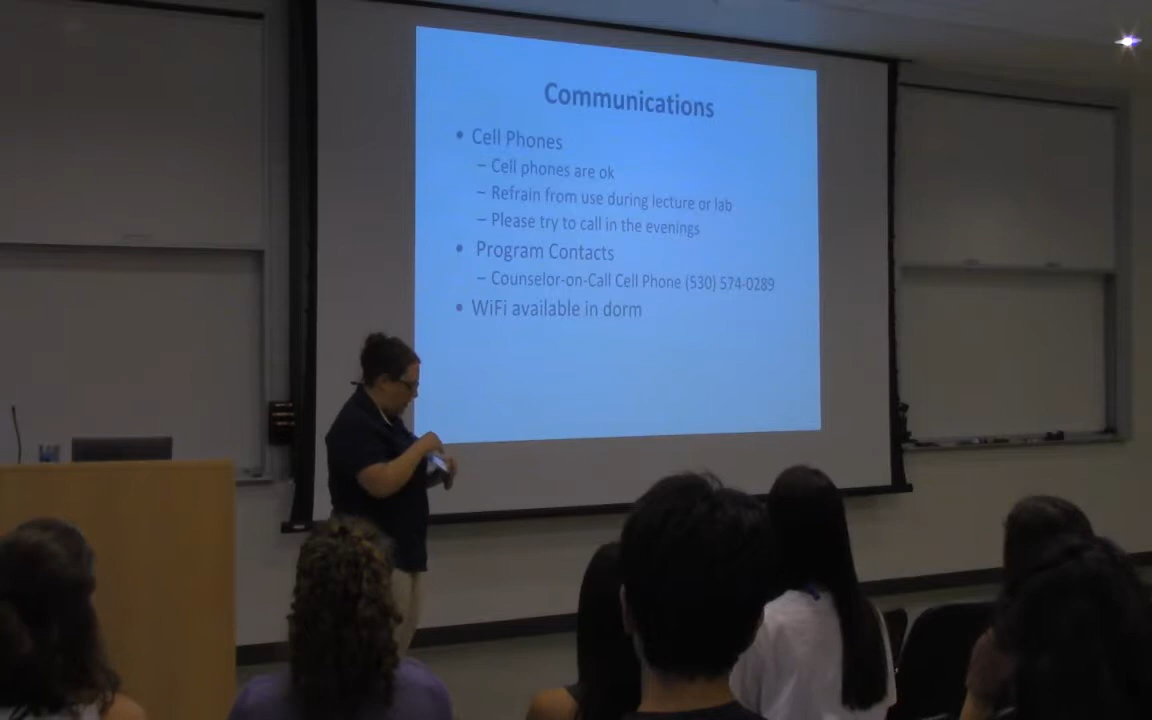 Communications
• Cell Phones
– Cell phones are ok
– Refrain from use during lecture or lab
– Please try to call in the evenings
• Program Contacts
– Counselor-on-Call Cell Phone (530) 574-0289
• WiFi available in dorm